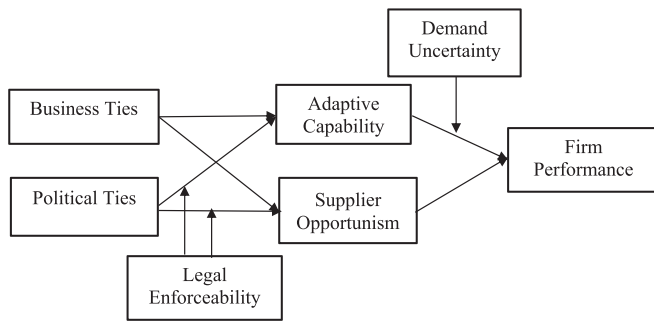 Demand
Uncertainty
Business Ties
Adaptive
Capability
Firm
Performance
Political Ties
Supplier
Opportunism
Legal
Enforceability